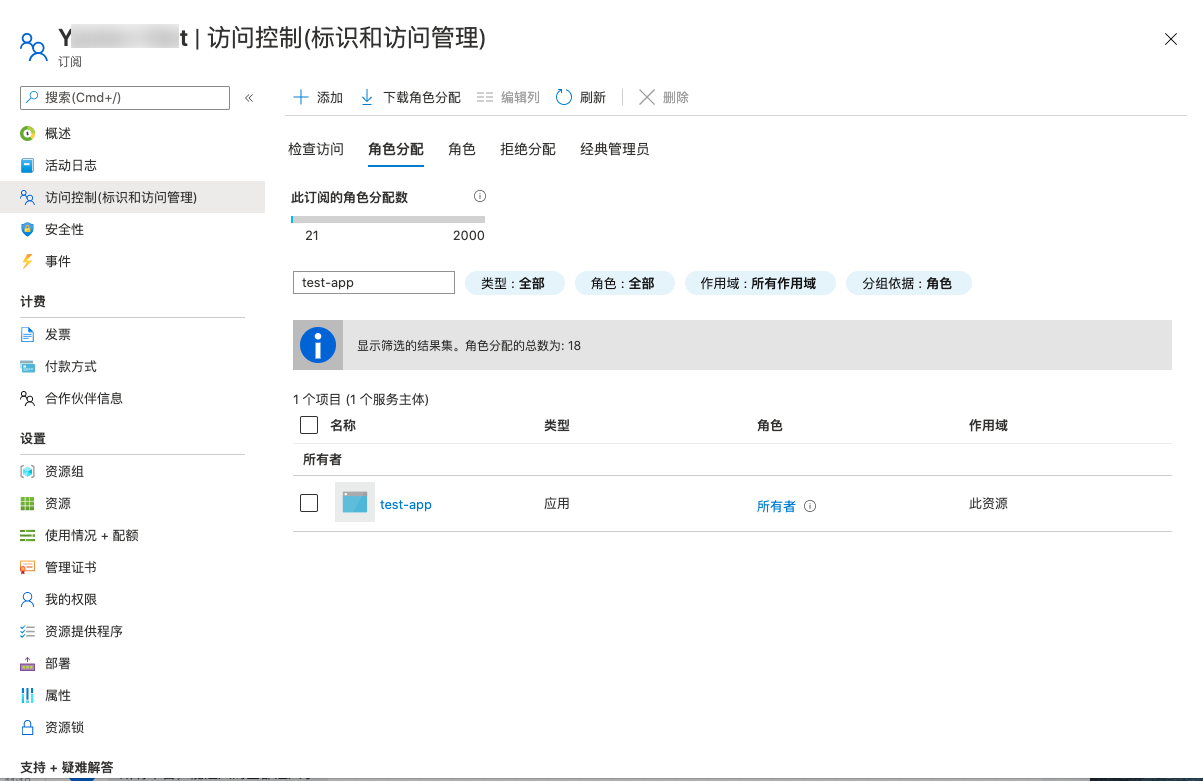 Y t | 访问控制(标识和访问管理)
订阅
搜索(Cmd+/)
«
添加
下载角色分配
编辑列
刷新
删除
概述
活动日志
访问控制(标识和访问管理)
安全性
事件
计费
发票
付款方式
合作伙伴信息
设置
资源组
资源
使用情况 + 配额
管理证书
我的权限
资源提供程序
部署
属性
资源锁
支持 + 疑难解答
检查访问 角色分配 角色 拒绝分配 经典管理员
此订阅的角色分配数
21 2000
test-app
类型 : 全部
角色 : 全部
作用域 : 所有作用域
分组依据 : 角色
显示筛选的结果集。角色分配的总数为: 18
1 个项目 (1 个服务主体)
名称 类型 角色 作用域
所有者
test-app 应用 所有者 此资源